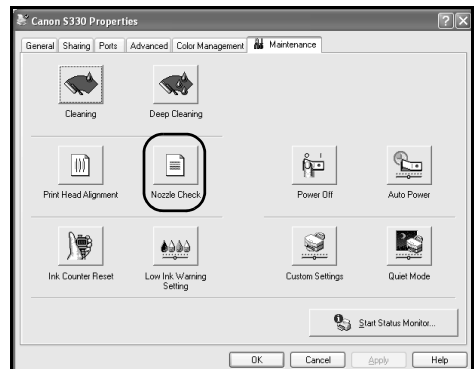 Canon S330 Properties
General Sharing Ports Advanced Color Management Maintenance
Cleaning Deep Cleaning
Print Head Alignment Nozzle Check Power Off Auto Power
Ink Counter Reset Low Ink Warning Setting Custom Settings Quiet Mode
Start Status Monitor...
OK Cancel Apply Help